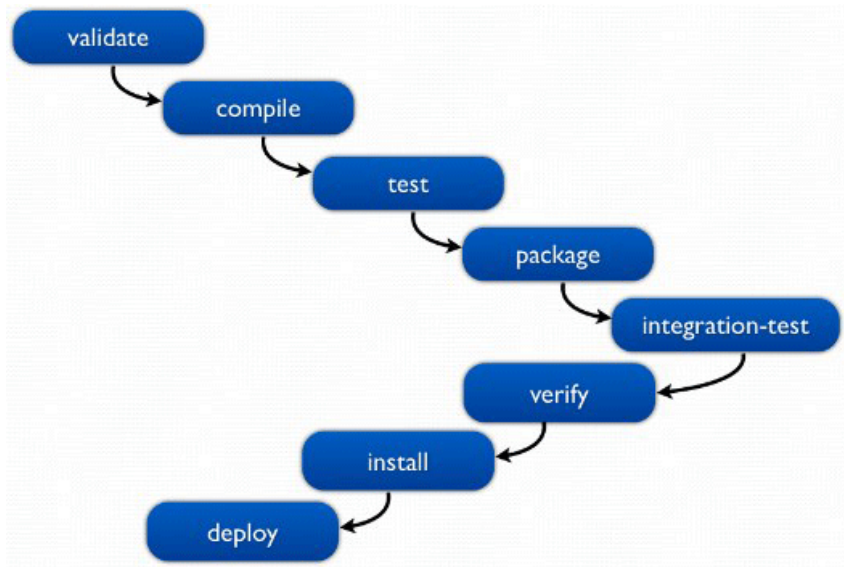 validate
compile
test
package
integration-test
verify
install
deploy